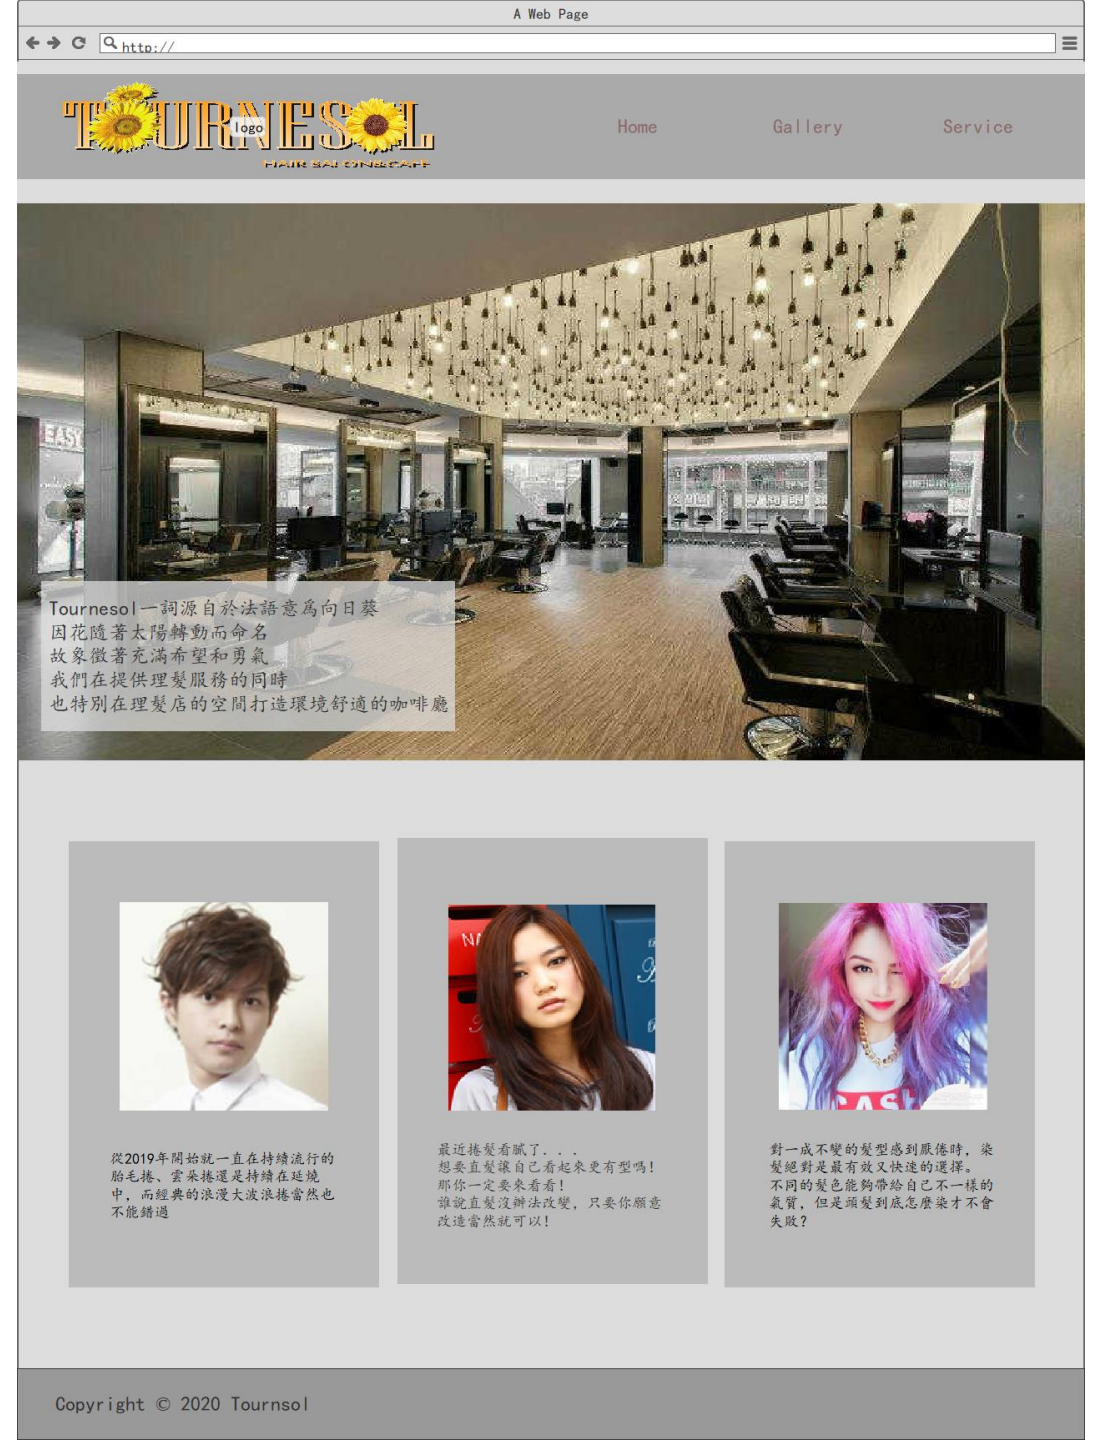 A Web Page
http://
TOURNESOL
logo
HAIR SALON&CAFE
Home
Gallery
Service
EASY
Tournesol一詞源自於法語意為向日葵
因花隨著太陽轉動而命名
故象徵著充滿希望和勇氣
我們在提供理髮服務的同時
也特別在理髮店的空間打造環境舒適的咖啡廳
從2019年開始就一直在持續流行的
胎毛捲、雲朵捲還是持續在延燒
中，而經典的浪漫大波浪捲當然也
不能錯過
最近捲髮看膩了...
想要直髮讓自己看起來更有型嗎！
那你一定要來看看！
誰說直髮沒辦法改變，只要你願意
改造當然就可以！
對一成不變的髮型感到厭倦時，染
髮絕對是最有效又快速的選擇。
不同的髮色能夠帶給自己不一樣的
氣質，但是頭髮到底怎麼染才不會
失敗？
Copyright © 2020 Tournsol